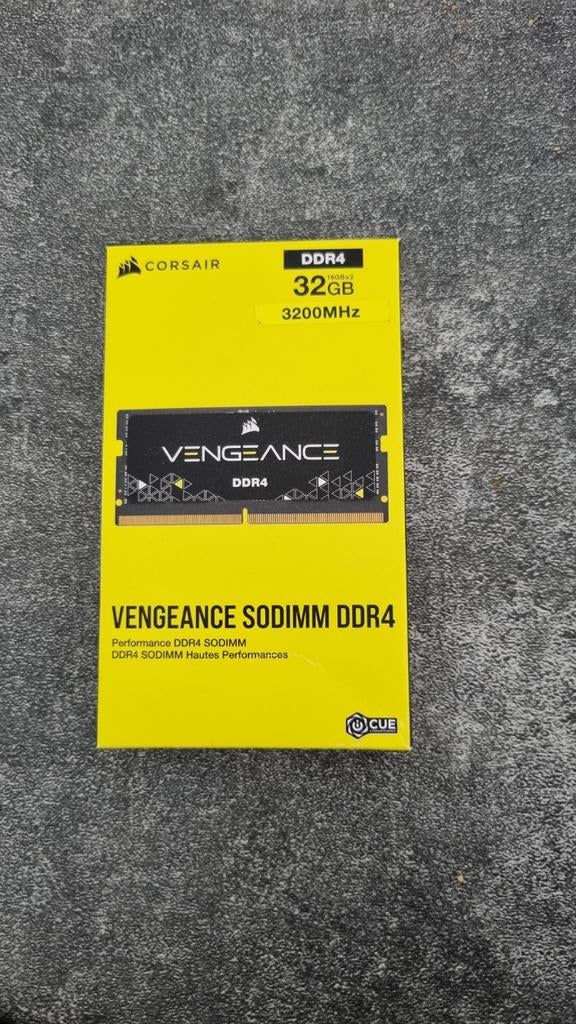 CORSAIR
DDR4
32GB 16GBx2
3200MHz
VENGEANCE
DDR4
VENGEANCE SODIMM DDR4
Performance DDR4 SODIMM
DDR4 SODIMM Hautes Performances
CUE